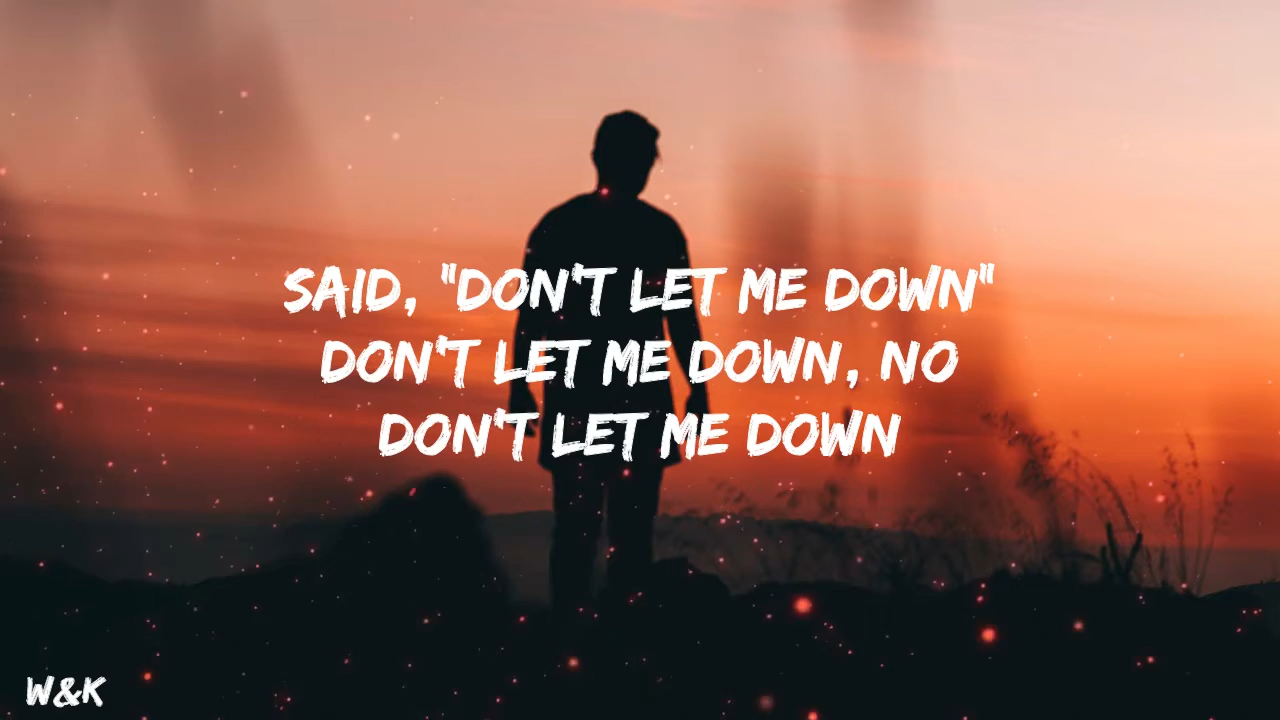 SAID, "DON'T LET ME DOWN"
DON'T LET ME DOWN, NO
DON'T LET ME DOWN
W&K